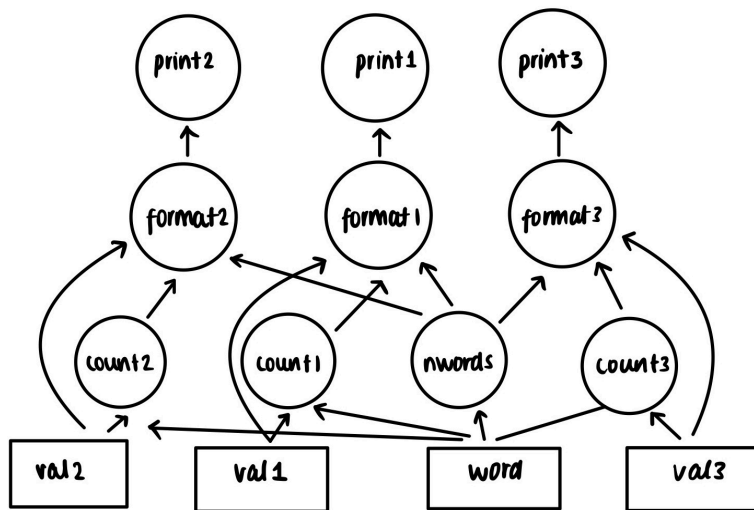 print2
print1
print3
format2
format1
format3
count2
count1
nwords
count3
val2
val1
word
val3